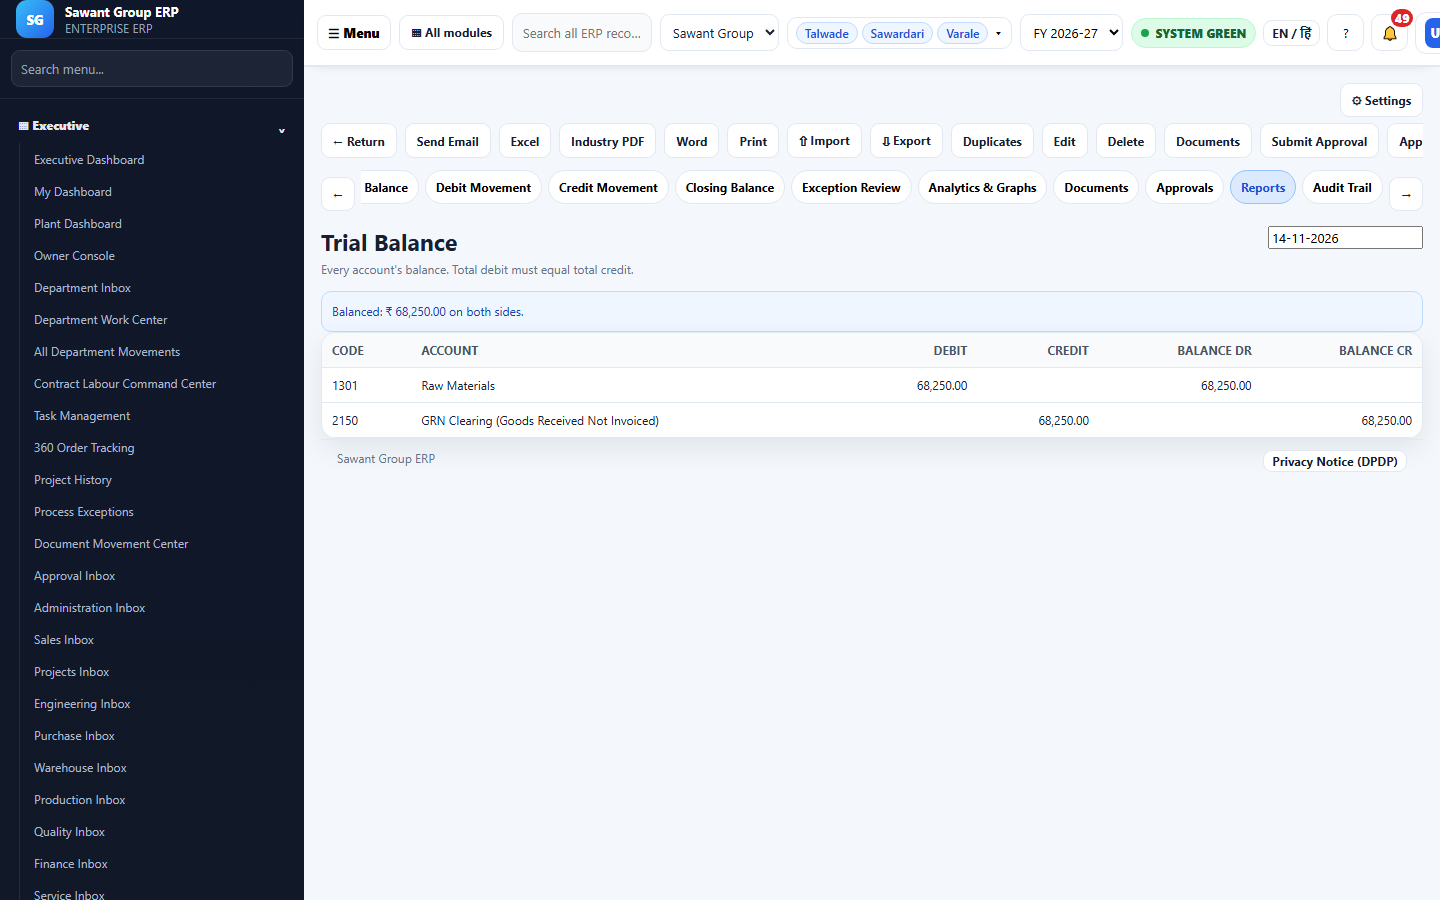 SG
Sawant Group ERP
ENTERPRISE ERP
Search menu...
Executive
Executive Dashboard
My Dashboard
Plant Dashboard
Owner Console
Department Inbox
Department Work Center
All Department Movements
Contract Labour Command Center
Task Management
360 Order Tracking
Project History
Process Exceptions
Document Movement Center
Approval Inbox
Administration Inbox
Sales Inbox
Projects Inbox
Engineering Inbox
Purchase Inbox
Warehouse Inbox
Production Inbox
Quality Inbox
Finance Inbox
Service Inbox
☰ Menu
All modules
Search all ERP reco...
Sawant Group
Talwade Sawardari Varale
FY 2026-27
SYSTEM GREEN
EN / हिं
?
49
U
⚙ Settings
← Return Send Email Excel Industry PDF Word Print ⇧ Import ⇩ Export Duplicates Edit Delete Documents Submit Approval App
← Balance Debit Movement Credit Movement Closing Balance Exception Review Analytics & Graphs Documents Approvals Reports Audit Trail →
Trial Balance
14-11-2026
Every account's balance. Total debit must equal total credit.
Balanced: ₹ 68,250.00 on both sides.
CODE ACCOUNT DEBIT CREDIT BALANCE DR BALANCE CR
1301 Raw Materials 68,250.00 68,250.00
2150 GRN Clearing (Goods Received Not Invoiced) 68,250.00 68,250.00
Sawant Group ERP
Privacy Notice (DPDP)